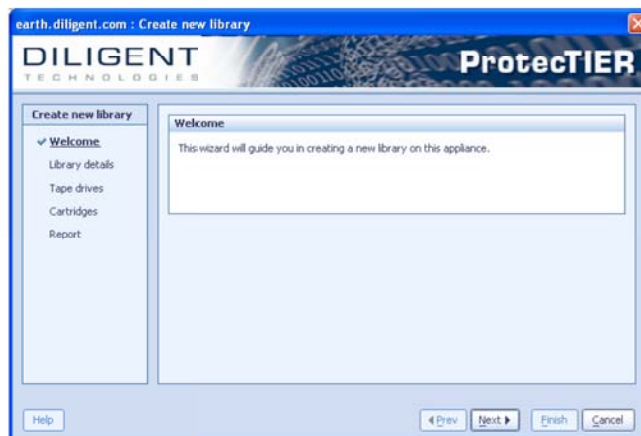 earth.diligent.com : Create new library
DILIGENT
TECHNOLOGIES
ProtecTIER
Create new library
Welcome
Library details
Tape drives
Cartridges
Report
Welcome
This wizard will guide you in creating a new library on this appliance.
Help
Prev
Next
Finish
Cancel